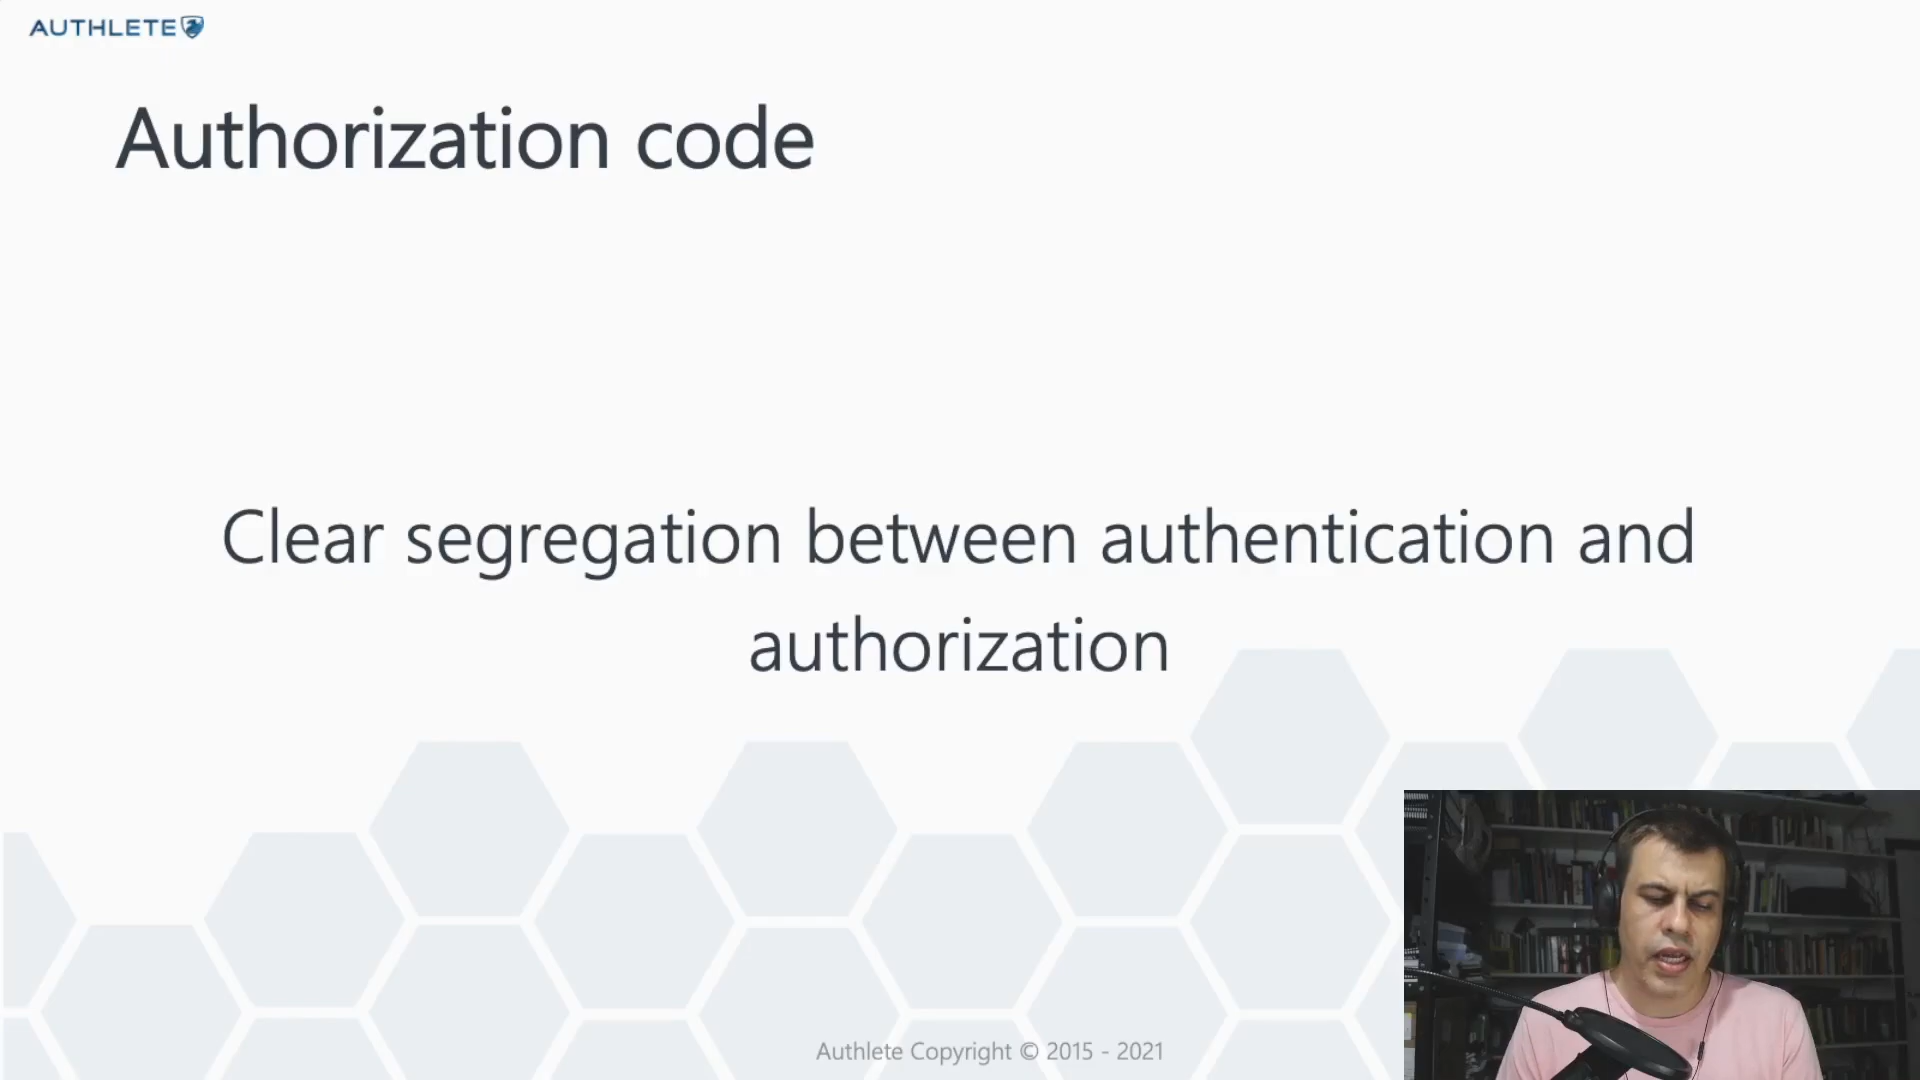 AUTHLETE
Authorization code
Clear segregation between authentication and
authorization
Authlete Copyright © 2015 - 2021